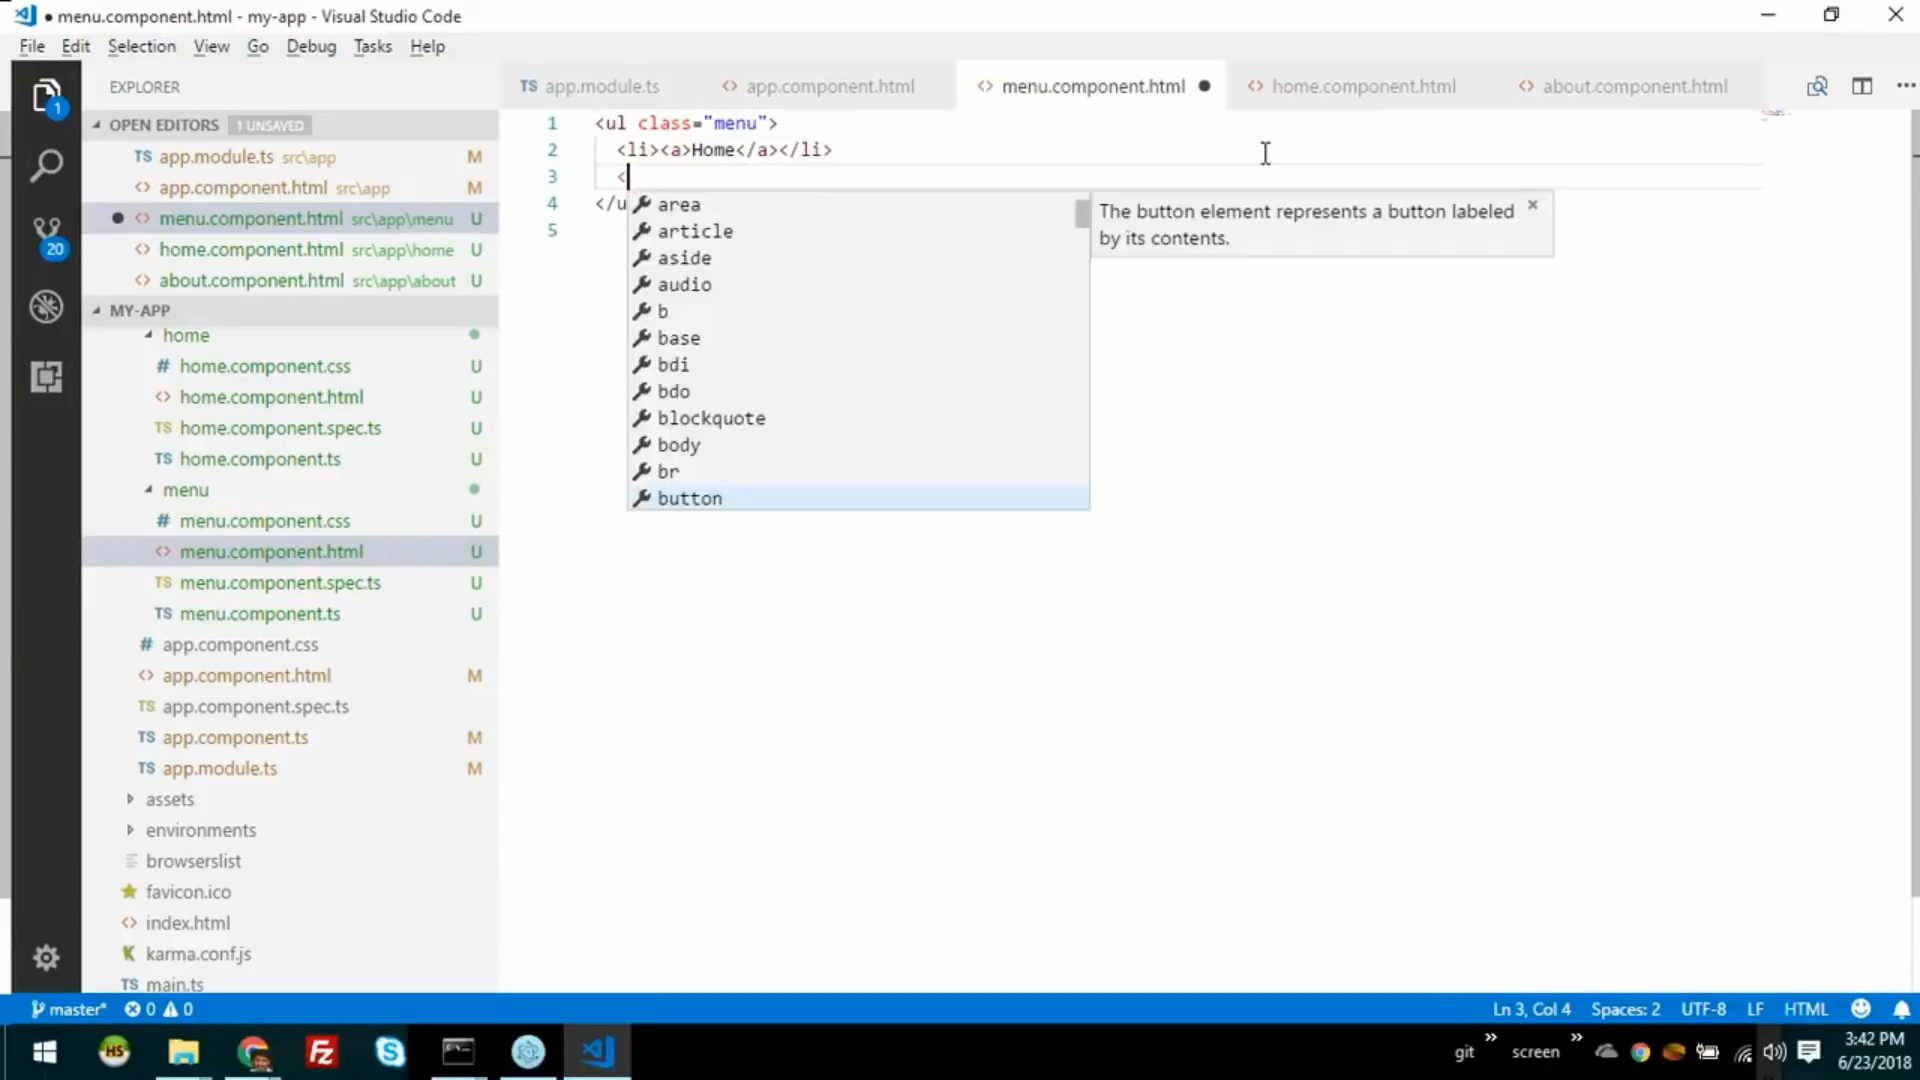 menu.component.html - my-app - Visual Studio Code
File Edit Selection View Go Debug Tasks Help
EXPLORER
OPEN EDITORS 1 UNSAVED
TS app.module.ts src\app M
<> app.component.html src\app M
<> menu.component.html src\app\menu U
<> home.component.html src\app\home U
<> about.component.html src\app\about U
MY-APP
home
# home.component.css U
<> home.component.html U
TS home.component.spec.ts U
TS home.component.ts U
menu
# menu.component.css U
<> menu.component.html U
TS menu.component.spec.ts U
TS menu.component.ts U
# app.component.css
<> app.component.html M
TS app.component.spec.ts
TS app.component.ts M
TS app.module.ts M
assets
environments
browserslist
favicon.ico
<> index.html
K karma.conf.js
TS main.ts
1
20
TS app.module.ts <> app.component.html <> menu.component.html <> home.component.html <> about.component.html
1 <ul class="menu">
2 <li><a>Home</a></li>
3 <
4 </u
5
area
article
aside
audio
b
base
bdi
bdo
blockquote
body
br
button
The button element represents a button labeled
by its contents.
master* 0 0 Ln 3, Col 4 Spaces: 2 UTF-8 LF HTML
HS Fz S git » screen » 3:42 PM
6/23/2018